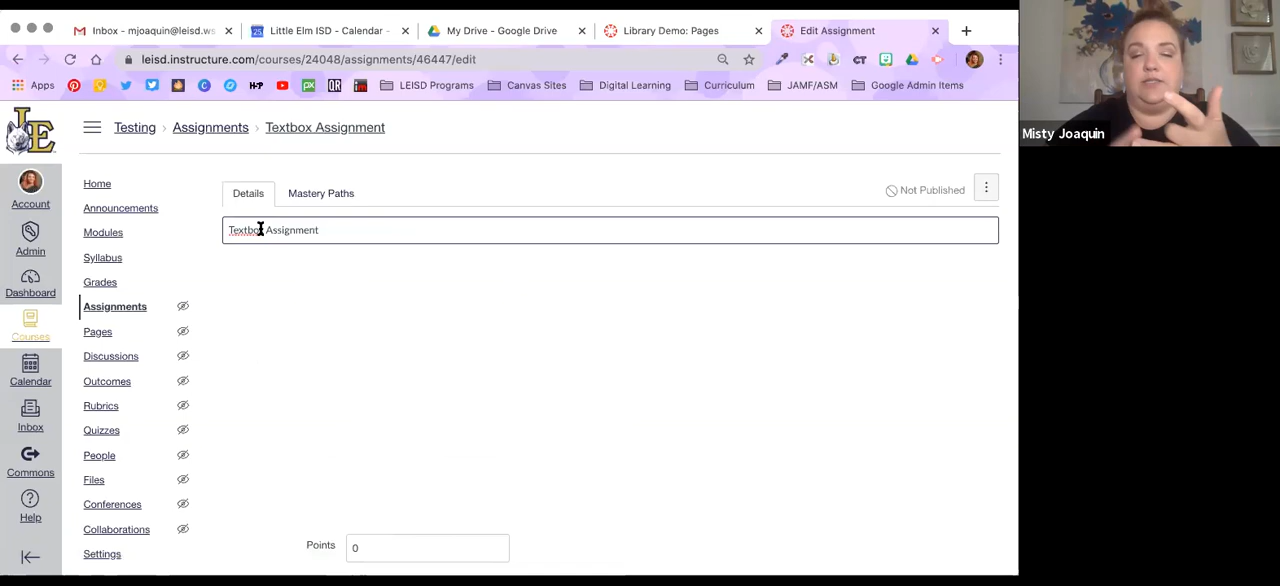 Inbox - mjoaquin@leisd.ws
Little Elm ISD - Calendar -
My Drive - Google Drive
Library Demo: Pages
Edit Assignment
leisd.instructure.com/courses/24048/assignments/46447/edit
Apps
LEISD Programs
Canvas Sites
Digital Learning
Curriculum
JAMF/ASM
Google Admin Items
Misty Joaquin
LE
Testing › Assignments › Textbox Assignment
Account
Admin
Dashboard
Courses
Calendar
Inbox
Commons
Help
Home
Announcements
Modules
Syllabus
Grades
Assignments
Pages
Discussions
Outcomes
Rubrics
Quizzes
People
Files
Conferences
Collaborations
Settings
Details
Mastery Paths
Not Published
Textbox Assignment
Points
0